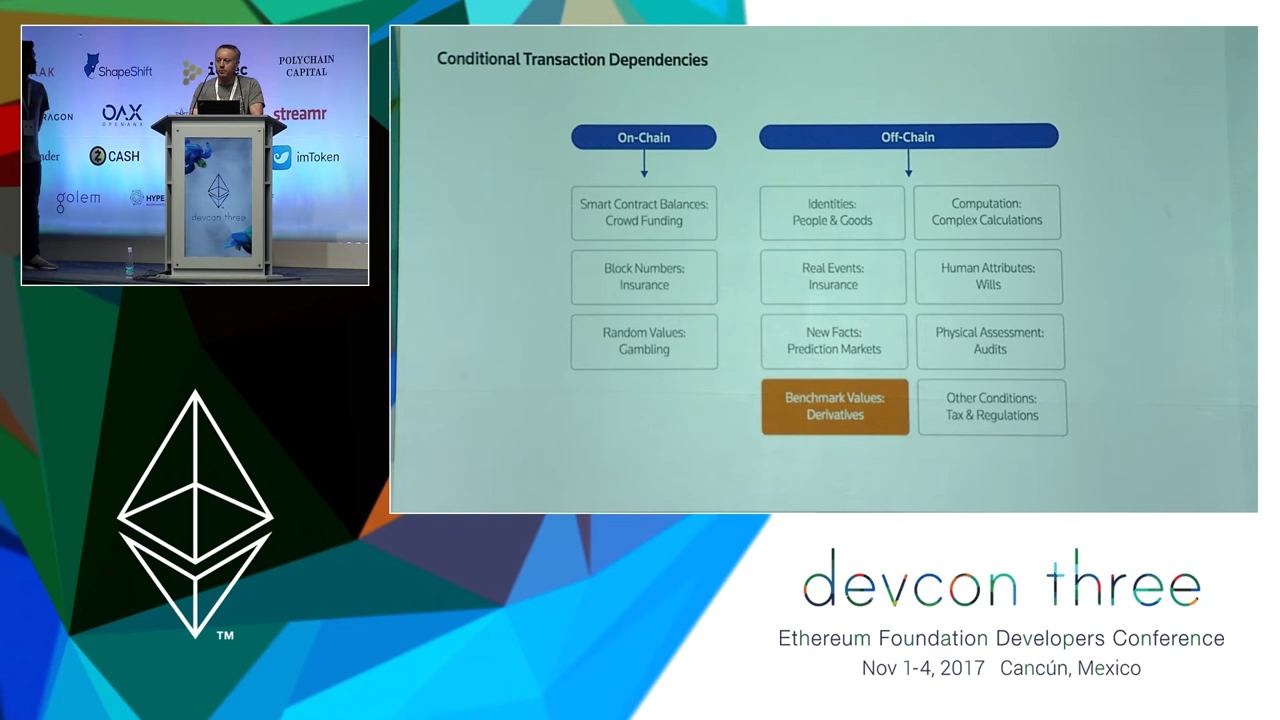 ShapeShift
POLYCHAIN
CAPITAL
OAX
OPENANX
streamr
CASH
imToken
golem
HYPE
devcon three
Conditional Transaction Dependencies
On-Chain
Off-Chain
Smart Contract Balances:
Crowd Funding
Identities:
People & Goods
Computation:
Complex Calculations
Block Numbers:
Insurance
Real Events:
Insurance
Human Attributes:
Wills
Random Values:
Gambling
New Facts:
Prediction Markets
Physical Assessment:
Audits
Benchmark Values:
Derivatives
Other Conditions:
Tax & Regulations
TM
devcon three
Ethereum Foundation Developers Conference
Nov 1-4, 2017 Cancún, Mexico